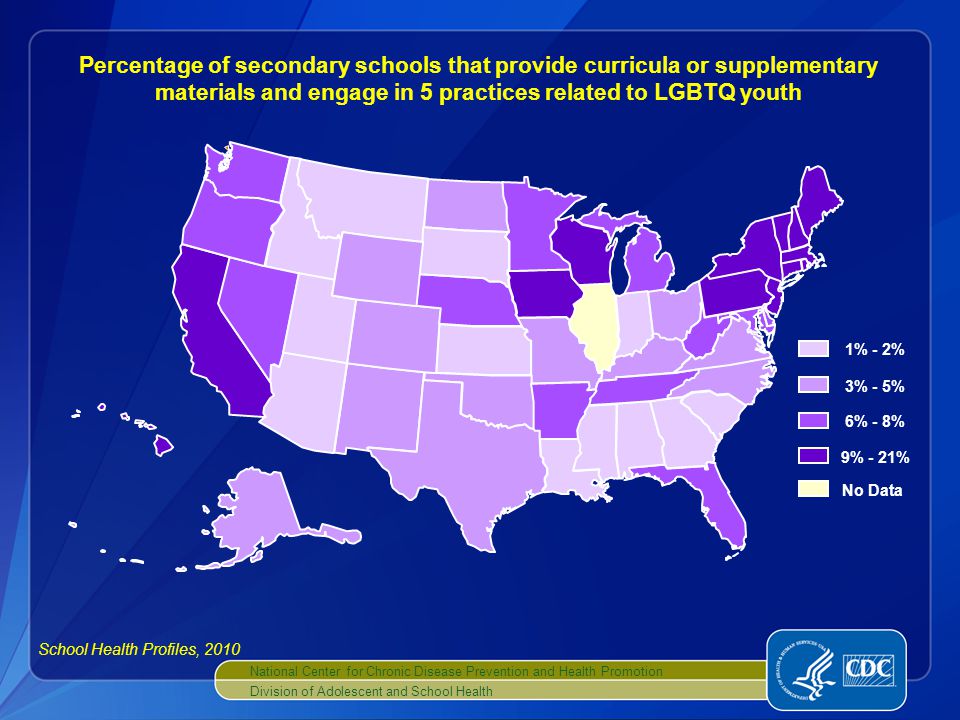 Percentage of secondary schools that provide curricula or supplementary
materials and engage in 5 practices related to LGBTQ youth
1% - 2%
3% - 5%
6% - 8%
9% - 21%
No Data
School Health Profiles, 2010
National Center for Chronic Disease Prevention and Health Promotion
Division of Adolescent and School Health
CDC